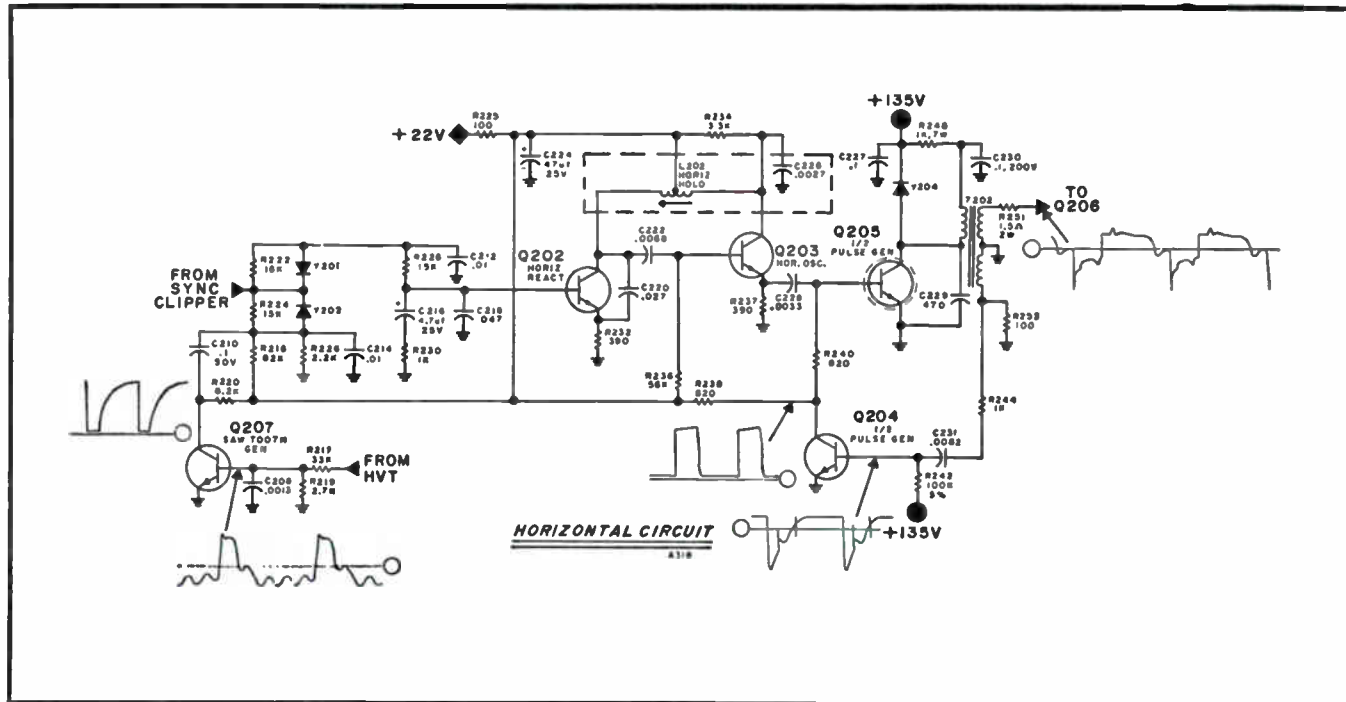 +22V
R225
100
R234
3.3K
+135V
R248
1K,7W
C224
47uf
25V
L202
HORIZ
HOLD
C226
.0027
C227
.1
Y204
C230
.1,200V
TO
Q206
R251
1.5Ω
2W
Q202
HORIZ
REACT
C222
.0068
Q203
HOR. OSC.
Q205
1/2
PULSE GEN
R222
Y201
R228
15K
C212
.01
FROM
SYNC
CLIPPER
R224
15K
C216
4.7uf
25V
C218
.047
C220
.027
R237
390
C228
.0033
C229
470
R252
100
C210
.1
50V
R218
82K
R226
2.2K
C214
.01
R230
1K
R232
390
R220
8.2K
R236
56K
R238
820
R240
820
R244
1K
Q207
SAW TOOTH
GEN
R217
33K
FROM
HVT
C208
.0013
R219
2.7K
Q204
1/2
PULSE GEN
C231
.0082
R242
100K
5%
HORIZONTAL CIRCUIT
+135V